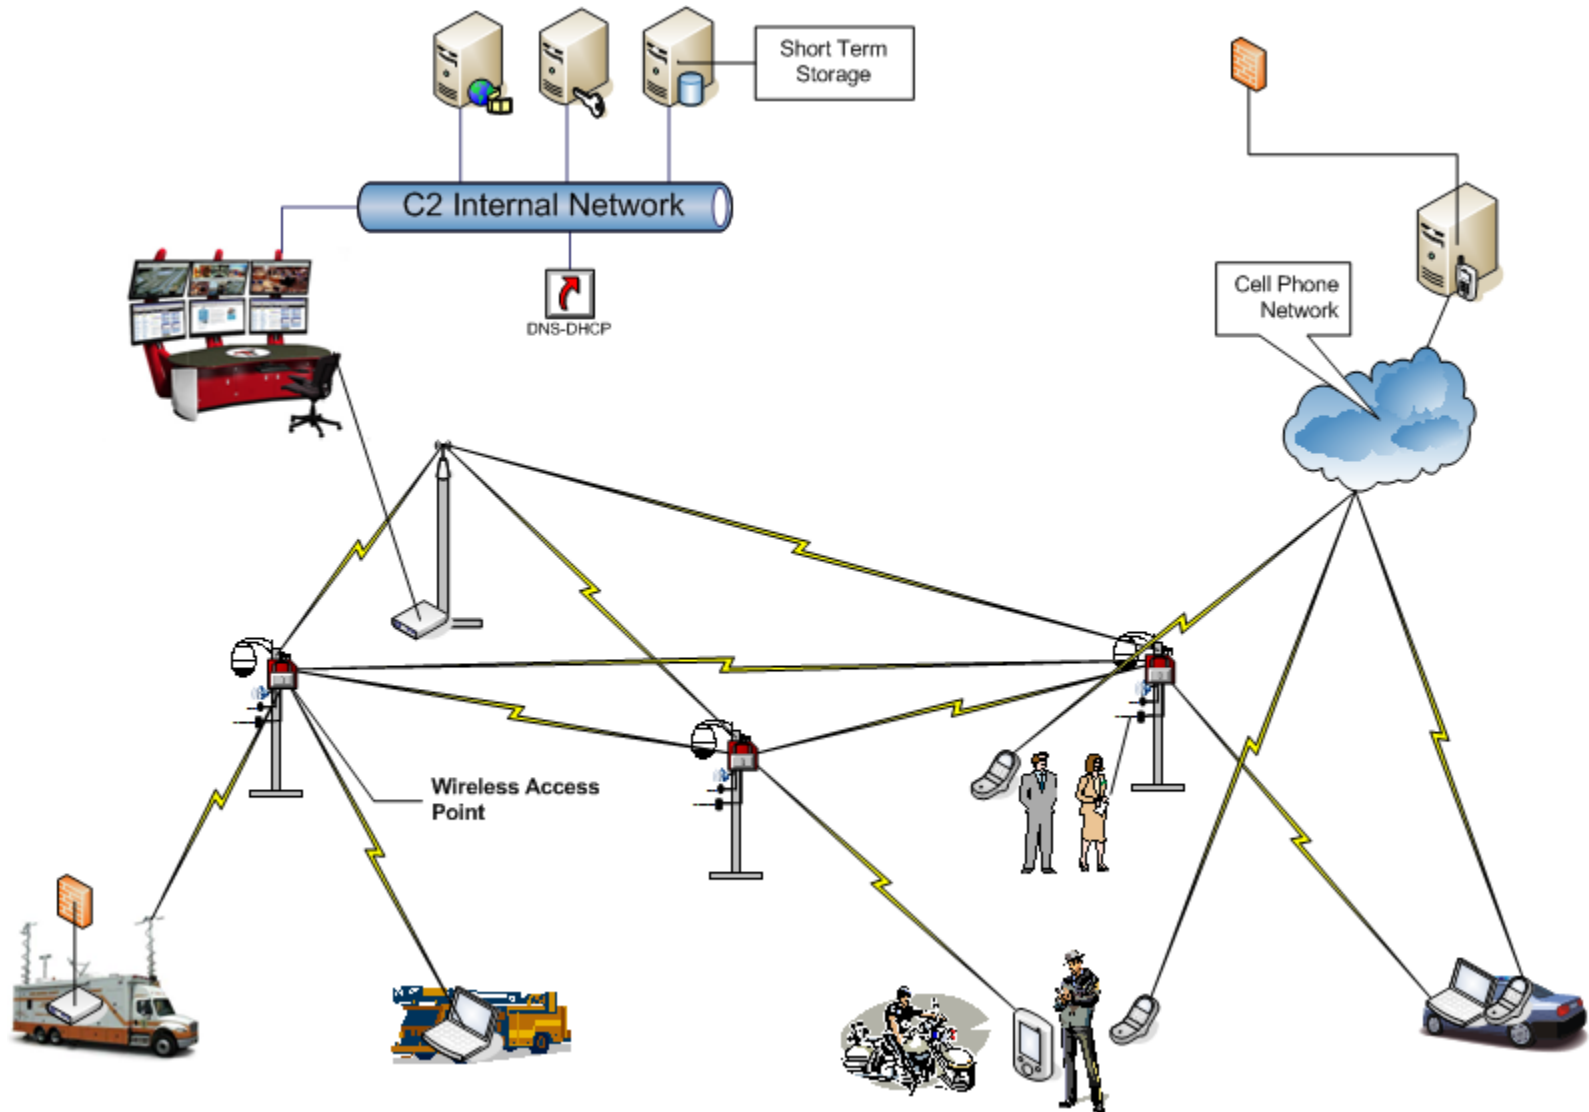 Short Term
Storage
C2 Internal Network
DNS-DHCP
Cell Phone
Network
Wireless Access
Point